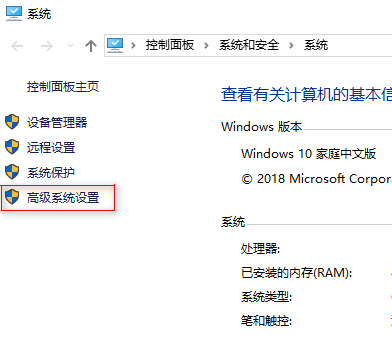 系统
控制面板 系统和安全 系统
控制面板主页
设备管理器
远程设置
系统保护
高级系统设置
查看有关计算机的基本信
Windows 版本
Windows 10 家庭中文版
© 2018 Microsoft Corpora
系统
处理器:
已安装的内存(RAM):
系统类型:
笔和触控: